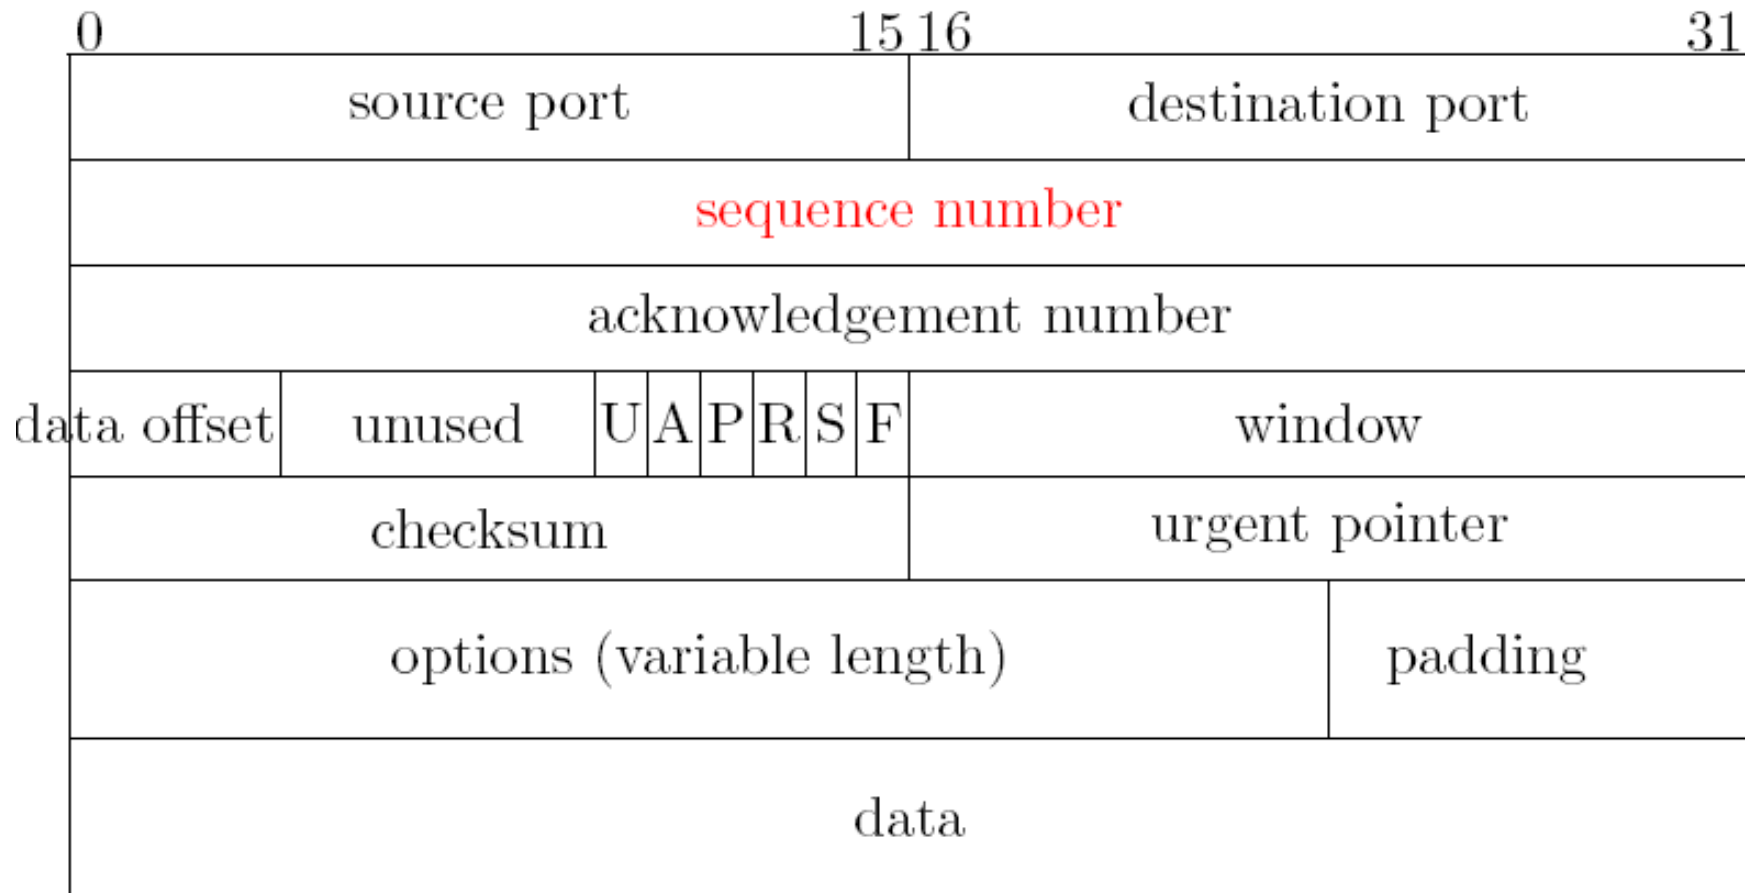 0 15 16 31
source port destination port
sequence number
acknowledgement number
data offset unused U A P R S F window
checksum urgent pointer
options (variable length) padding
data